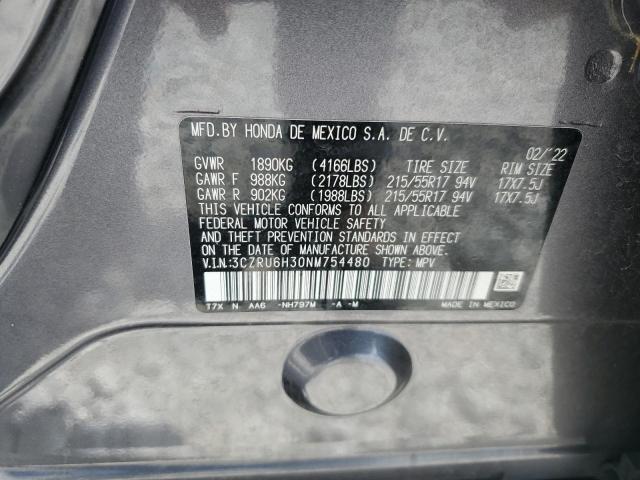 MFD.BY HONDA DE MEXICO S.A. DE C.V.
02/'22
GVWR 1890KG (4166LBS) TIRE SIZE RIM SIZE
GAWR F 988KG (2178LBS) 215/55R17 94V 17X7.5J
GAWR R 902KG (1988LBS) 215/55R17 94V 17X7.5J
THIS VEHICLE CONFORMS TO ALL APPLICABLE
FEDERAL MOTOR VEHICLE SAFETY
AND THEFT PREVENTION STANDARDS IN EFFECT
ON THE DATE OF MANUFACTURE SHOWN ABOVE.
V.I.N:3CZRU6H30NM754480 TYPE: MPV
T7X N AA6 -NH797M -A -M MADE IN MEXICO